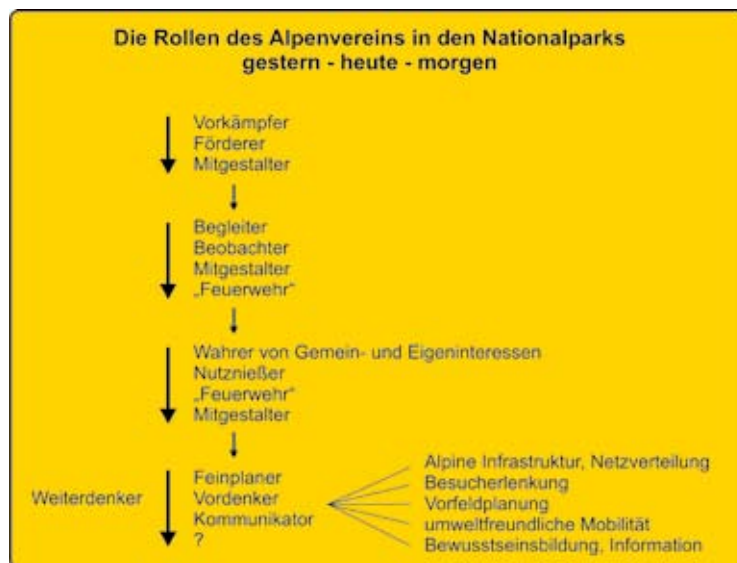 Die Rollen des Alpenvereins in den Nationalparks
gestern - heute - morgen
Vorkämpfer
Förderer
Mitgestalter
Begleiter
Beobachter
Mitgestalter
„Feuerwehr“
Wahrer von Gemein- und Eigeninteressen
Nutznießer
„Feuerwehr“
Mitgestalter
Weiterdenker
Feinplaner
Vordenker
Kommunikator
?
Alpine Infrastruktur, Netzverteilung
Besucherlenkung
Vorfeldplanung
umweltfreundliche Mobilität
Bewusstseinsbildung, Information